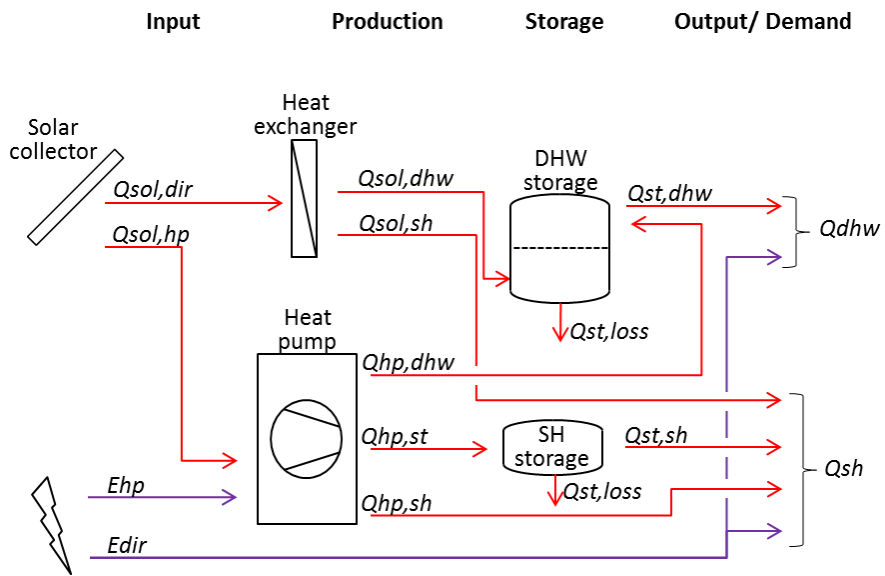 Input
Production
Storage
Output/ Demand
Solar
collector
Heat
exchanger
DHW
storage
Qsol,dir
Qsol,dhw
Qst,dhw
Qsol,hp
Qsol,sh
Qdhw
Heat
pump
Qst,loss
Qhp,dhw
Qhp,st
SH
storage
Qst,sh
Qsh
Ehp
Qhp,sh
Qst,loss
Edir